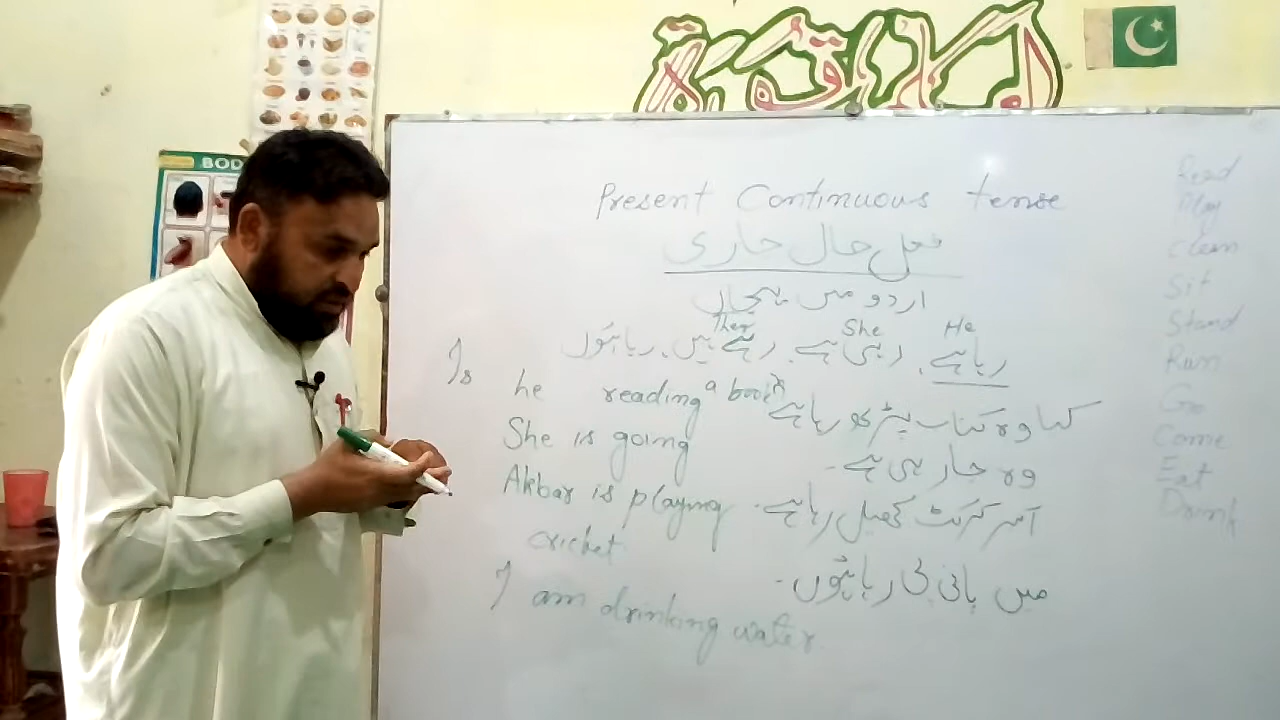 BOD
Present Continuous tense
فعل حال جاری
اردو میں پہچان
They She He
رہا ہے، رہی ہے، رہے ہیں، رہا ہوں
Is he reading a book کیا وہ کتاب پڑھ رہا ہے
She is going وہ جا رہی ہے۔
Akbar is playing cricket کھیل رہا ہے۔
I am drinking water. میں پانی پی رہا ہوں۔
Read
Play
Clean
Sit
Stand
Run
Go
Come
Eat
Drink